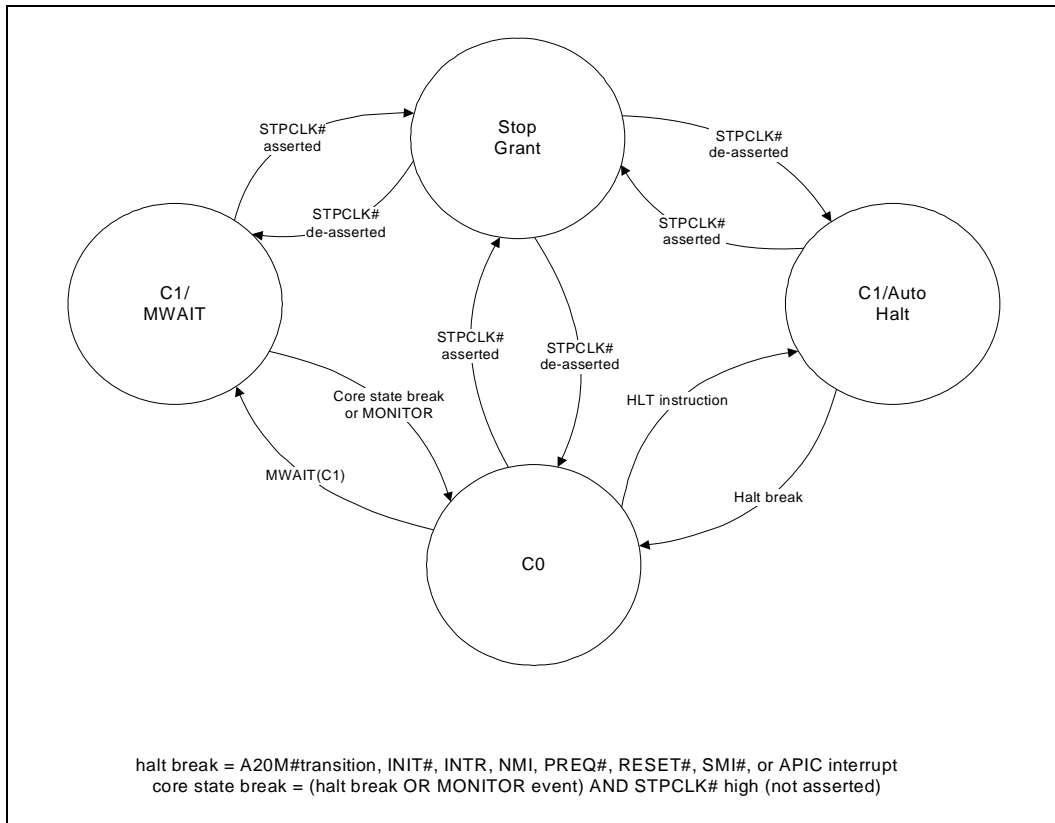 Stop
Grant
STPCLK#
asserted
STPCLK#
de-asserted
STPCLK#
de-asserted
STPCLK#
asserted
C1/
MWAIT
C1/Auto
Halt
STPCLK#
asserted
STPCLK#
de-asserted
Core state break
or MONITOR
HLT instruction
MWAIT(C1)
Halt break
C0
halt break = A20M#transition, INIT#, INTR, NMI, PREQ#, RESET#, SMI#, or APIC interrupt
core state break = (halt break OR MONITOR event) AND STPCLK# high (not asserted)